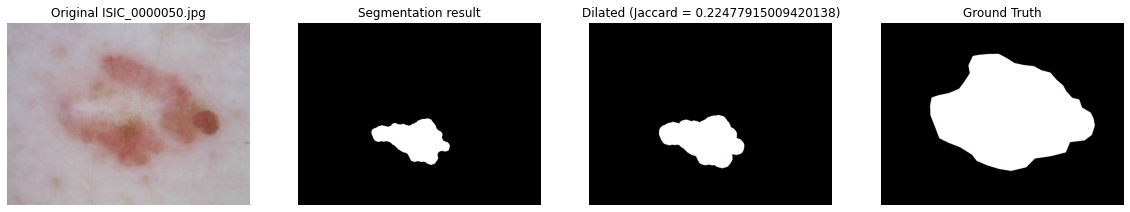 Original ISIC_0000050.jpg
Segmentation result
Dilated (Jaccard = 0.22477915009420138)
Ground Truth